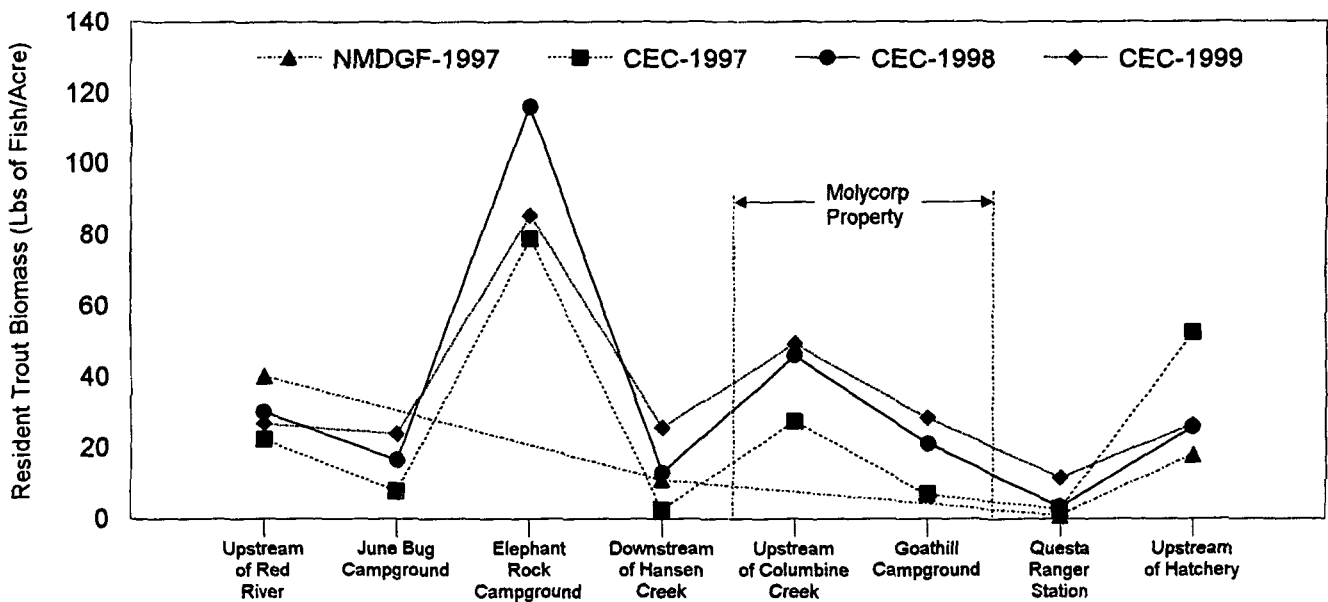 Resident Trout Biomass (Lbs of Fish/Acre)
140
120
100
80
60
40
20
0
NMDGF-1997
CEC-1997
CEC-1998
CEC-1999
Molycorp
Property
Upstream
of Red
River
June Bug
Campground
Elephant
Rock
Campground
Downstream
of Hansen
Creek
Upstream
of Columbine
Creek
Goathill
Campground
Questa
Ranger
Station
Upstream
of Hatchery